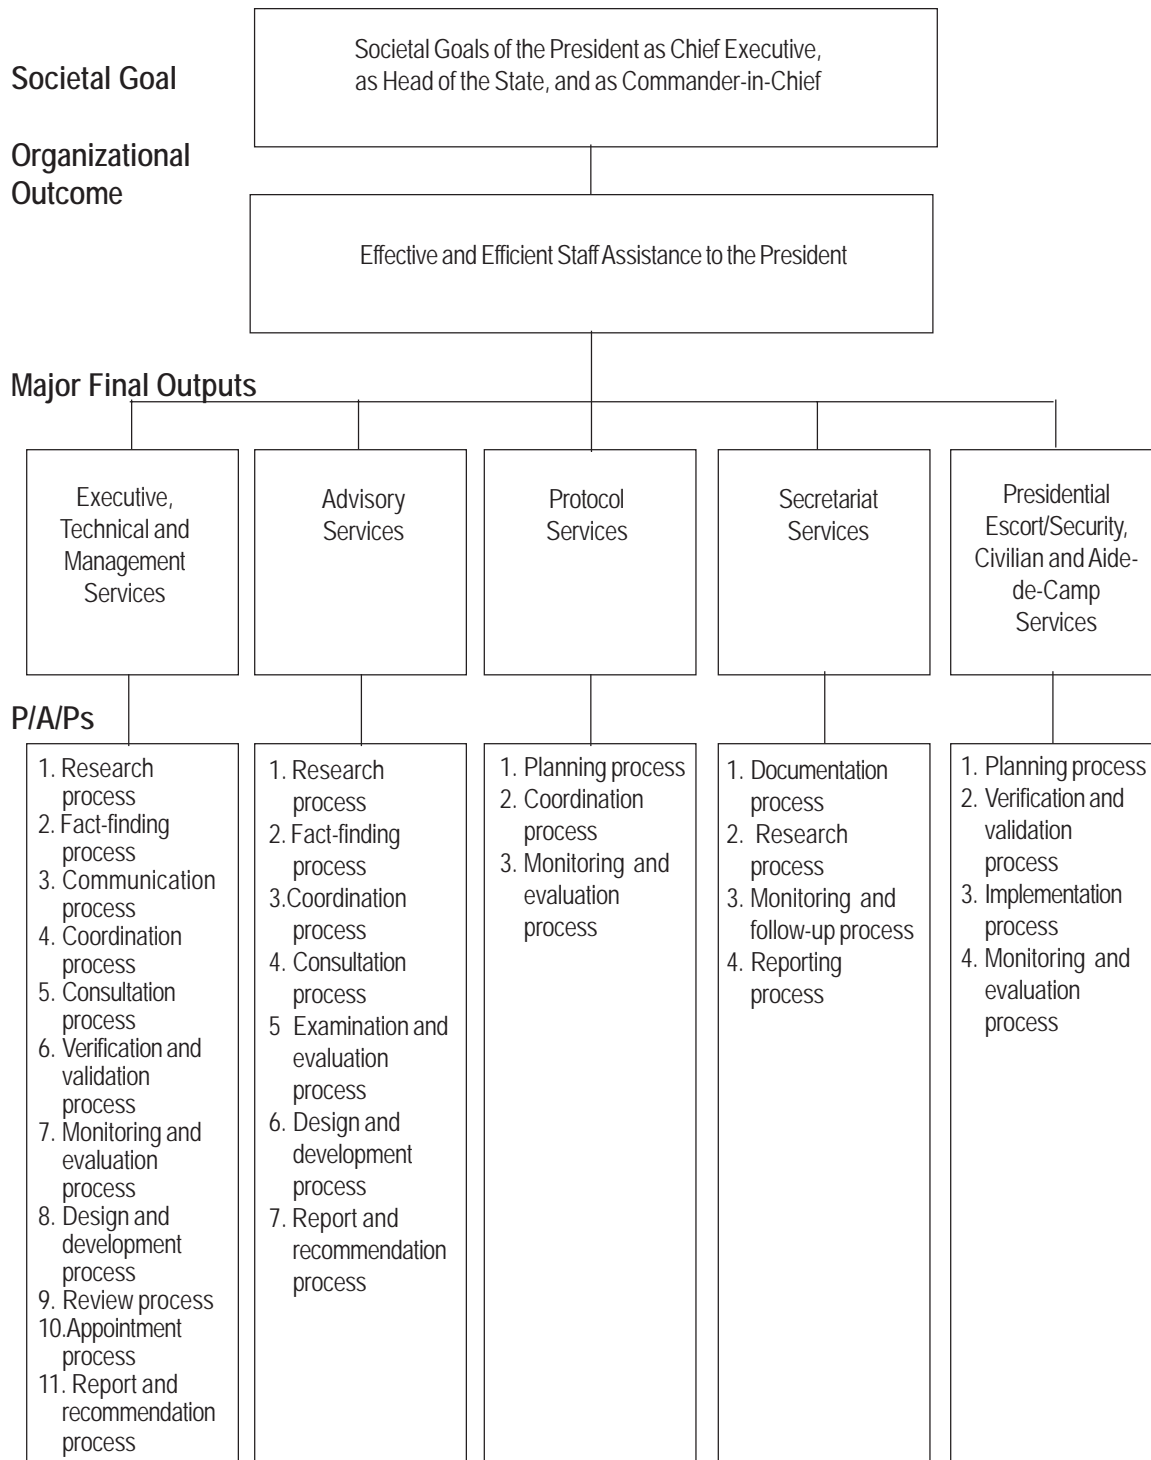 Societal Goal
Societal Goals of the President as Chief Executive,
as Head of the State, and as Commander-in-Chief
Organizational
Outcome
Effective and Efficient Staff Assistance to the President
Major Final Outputs
Executive,
Technical and
Management
Services
Advisory
Services
Protocol
Services
Secretariat
Services
Presidential
Escort/Security,
Civilian and Aide-
de-Camp
Services
P/A/Ps
1. Research
process
2. Fact-finding
process
3. Communication
process
4. Coordination
process
5. Consultation
process
6. Verification and
validation
process
7. Monitoring and
evaluation
process
8. Design and
development
process
9. Review process
10.Appointment
process
11. Report and
recommendation
process
1. Research
process
2. Fact-finding
process
3.Coordination
process
4. Consultation
process
5 Examination and
evaluation
process
6. Design and
development
process
7. Report and
recommendation
process
1. Planning process
2. Coordination
process
3. Monitoring and
evaluation
process
1. Documentation
process
2. Research
process
3. Monitoring and
follow-up process
4. Reporting
process
1. Planning process
2. Verification and
validation
process
3. Implementation
process
4. Monitoring and
evaluation
process